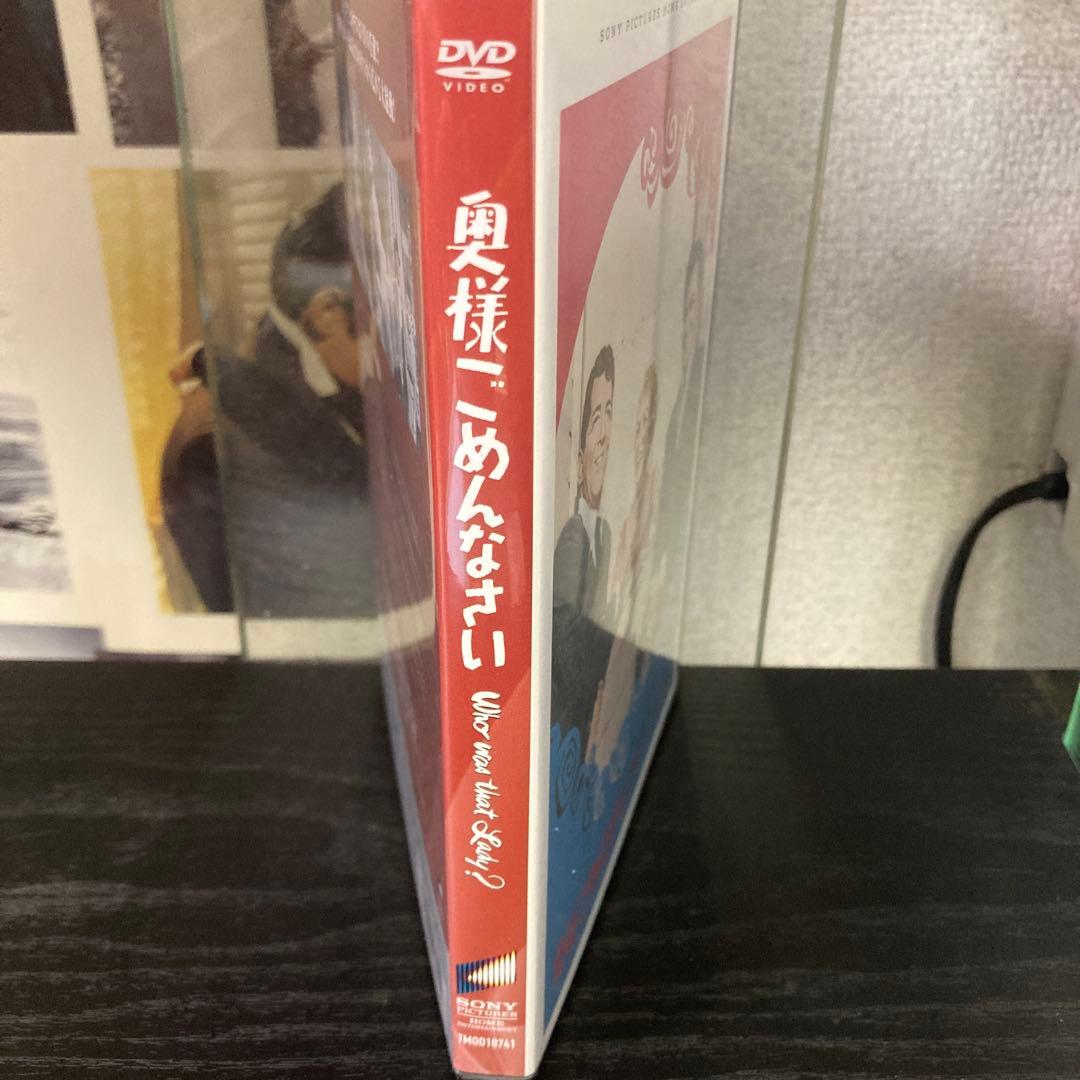 DVD
VIDEO
奥様ごめんなさい
Who was that Lady?
SONY
PICTURES
HOME
ENTERTAINMENT
TMOD18741
SONY PICTURES HOME